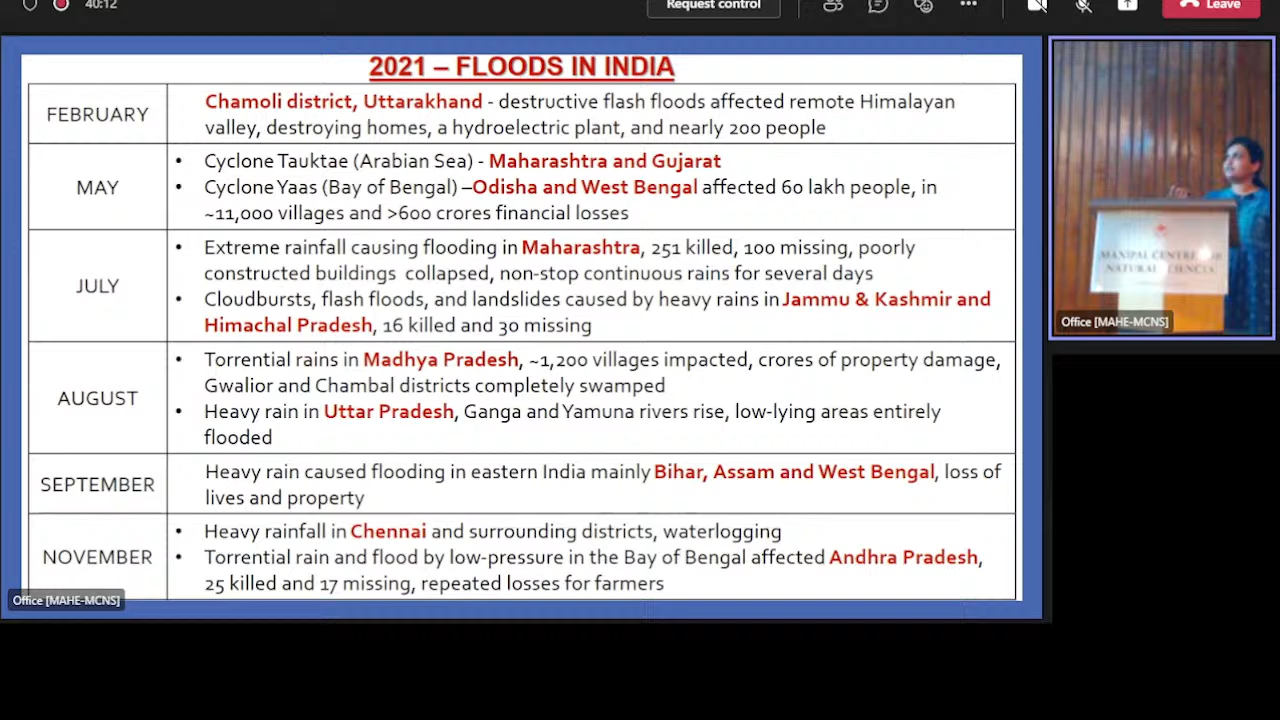 40:12
Request control
Leave
2021 – FLOODS IN INDIA
FEBRUARY
Chamoli district, Uttarakhand - destructive flash floods affected remote Himalayan
valley, destroying homes, a hydroelectric plant, and nearly 200 people
MAY
• Cyclone Tauktae (Arabian Sea) - Maharashtra and Gujarat
• Cyclone Yaas (Bay of Bengal) –Odisha and West Bengal affected 60 lakh people, in
~11,000 villages and >600 crores financial losses
JULY
• Extreme rainfall causing flooding in Maharashtra, 251 killed, 100 missing, poorly
constructed buildings collapsed, non-stop continuous rains for several days
• Cloudbursts, flash floods, and landslides caused by heavy rains in Jammu & Kashmir and
Himachal Pradesh, 16 killed and 30 missing
AUGUST
• Torrential rains in Madhya Pradesh, ~1,200 villages impacted, crores of property damage,
Gwalior and Chambal districts completely swamped
• Heavy rain in Uttar Pradesh, Ganga and Yamuna rivers rise, low-lying areas entirely
flooded
SEPTEMBER
Heavy rain caused flooding in eastern India mainly Bihar, Assam and West Bengal, loss of
lives and property
NOVEMBER
• Heavy rainfall in Chennai and surrounding districts, waterlogging
• Torrential rain and flood by low-pressure in the Bay of Bengal affected Andhra Pradesh,
25 killed and 17 missing, repeated losses for farmers
Office [MAHE-MCNS]
MANIPAL CENTRE FOR
NATURAL SCIENCES
Office [MAHE-MCNS]